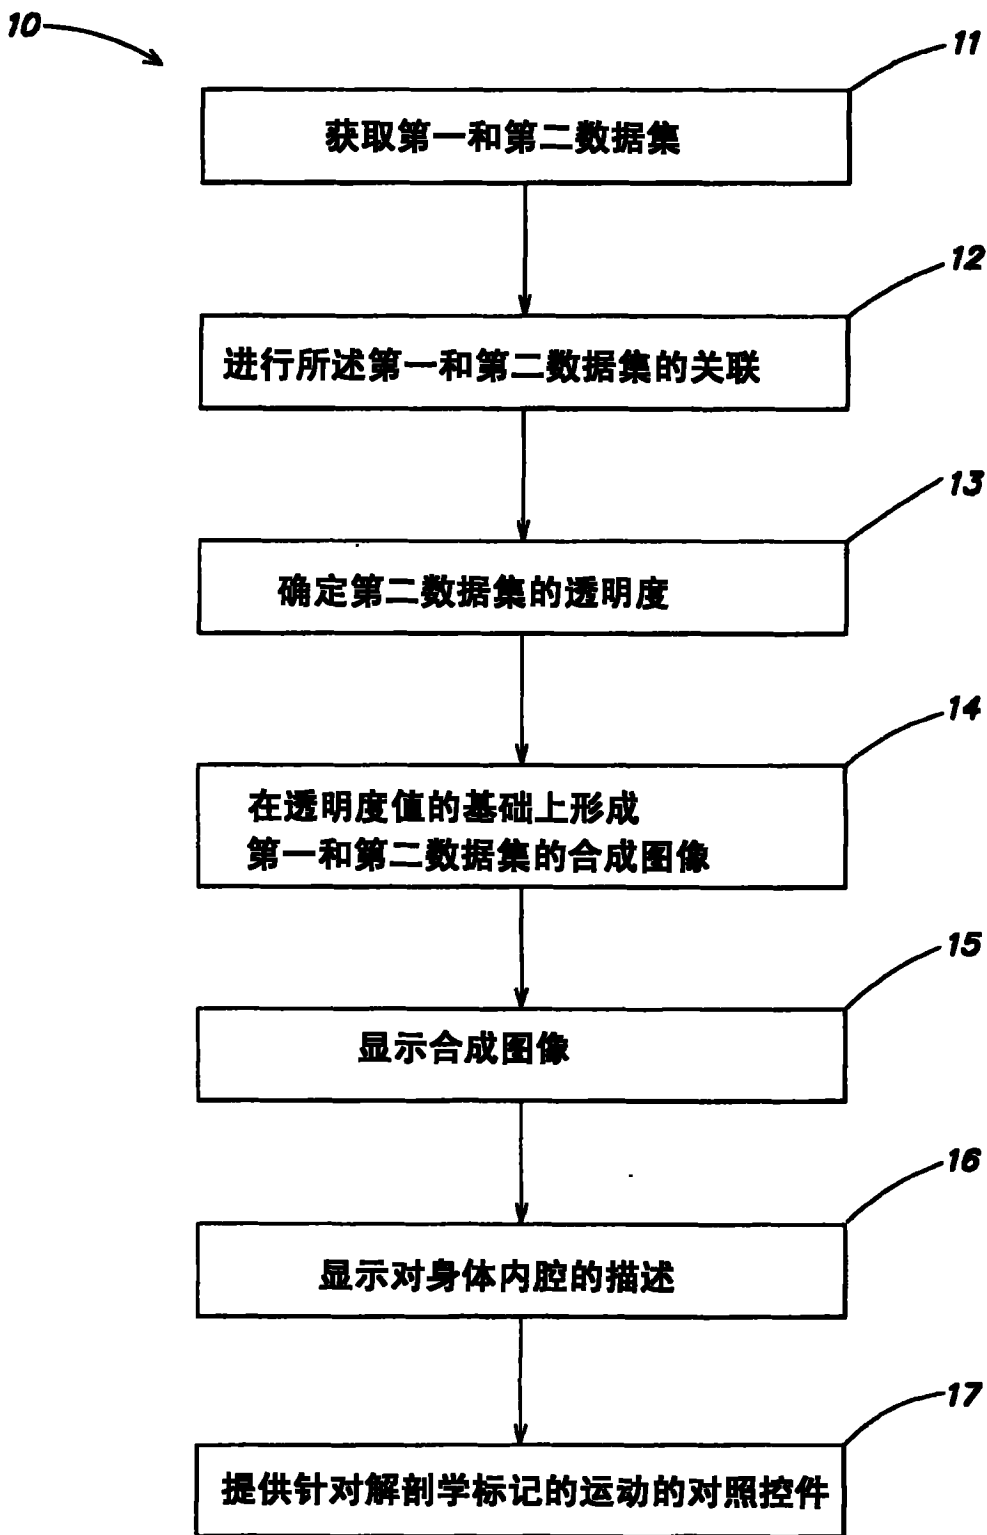 10
11
获取第一和第二数据集
12
进行所述第一和第二数据集的关联
13
确定第二数据集的透明度
14
在透明度值的基础上形成
第一和第二数据集的合成图像
15
显示合成图像
16
显示对身体内腔的描述
17
提供针对解剖学标记的运动的对照控件